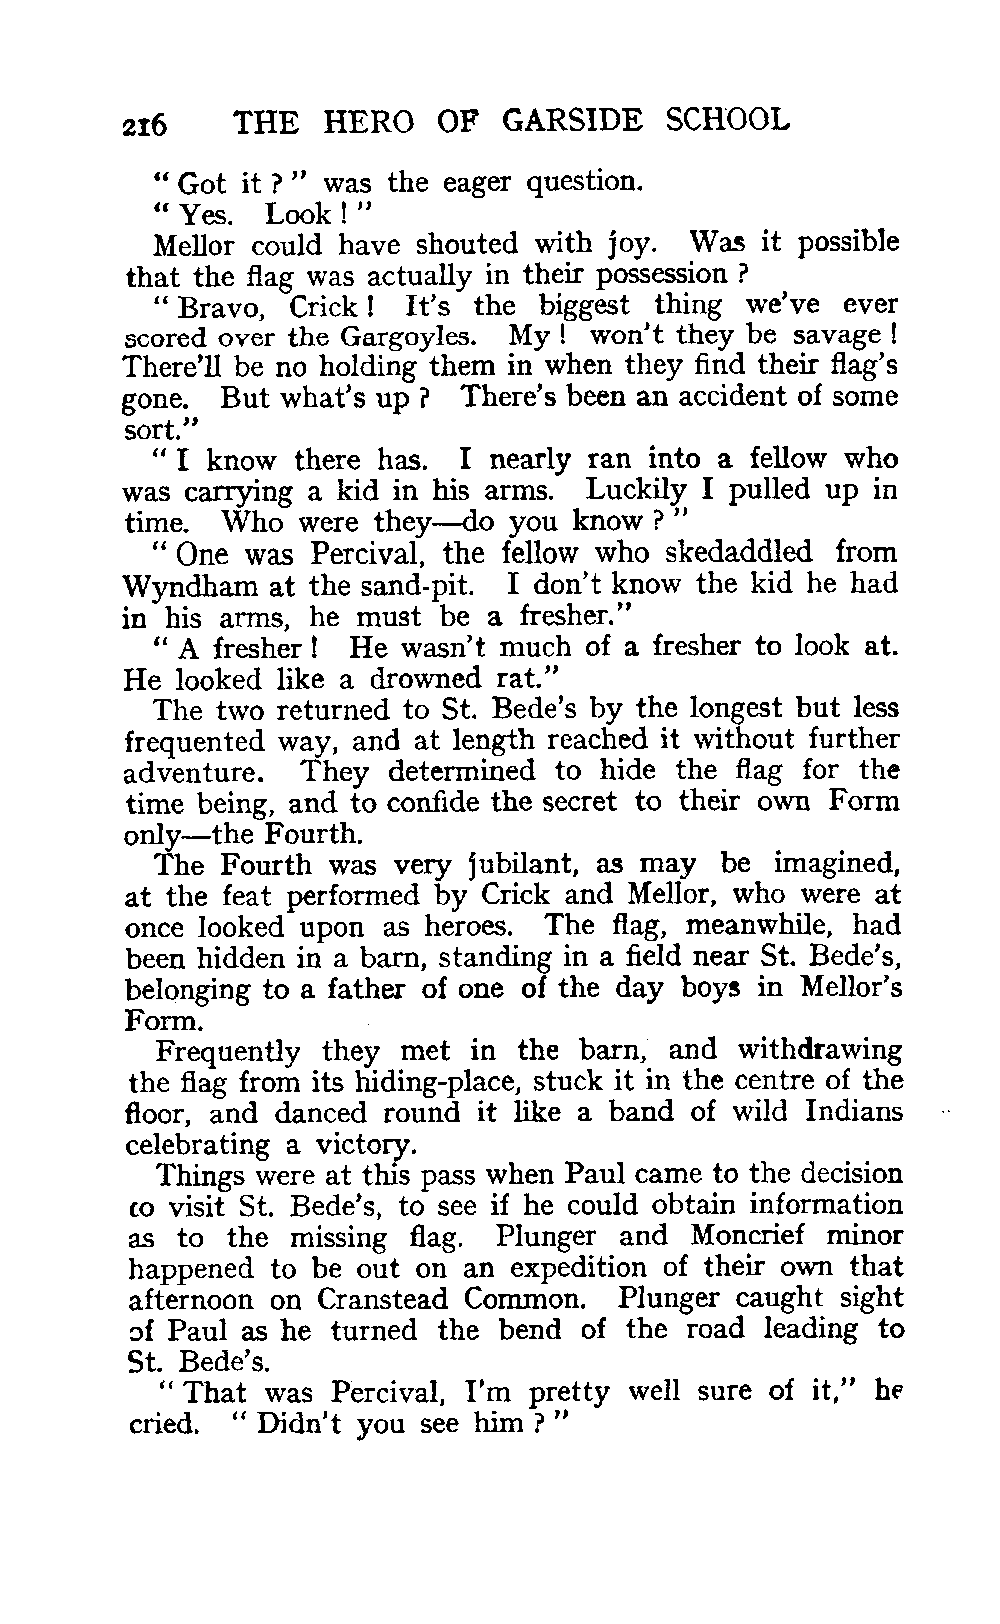 216 THE HERO OF GARSIDE SCHOOL
“ Got it ? ” was the eager question.
“ Yes. Look ! ”
Mellor could have shouted with joy. Was it possible
that the flag was actually in their possession ?
“ Bravo, Crick ! It’s the biggest thing we’ve ever
scored over the Gargoyles. My ! won’t they be savage !
There’ll be no holding them in when they find their flag’s
gone. But what’s up ? There’s been an accident of some
sort.”
“ I know there has. I nearly ran into a fellow who
was carrying a kid in his arms. Luckily I pulled up in
time. Who were they—do you know ? ”
“ One was Percival, the fellow who skedaddled from
Wyndham at the sand-pit. I don’t know the kid he had
in his arms, he must be a fresher.”
“ A fresher ! He wasn’t much of a fresher to look at.
He looked like a drowned rat.”
The two returned to St. Bede’s by the longest but less
frequented way, and at length reached it without further
adventure. They determined to hide the flag for the
time being, and to confide the secret to their own Form
only—the Fourth.
The Fourth was very jubilant, as may be imagined,
at the feat performed by Crick and Mellor, who were at
once looked upon as heroes. The flag, meanwhile, had
been hidden in a barn, standing in a field near St. Bede’s,
belonging to a father of one of the day boys in Mellor’s
Form.
Frequently they met in the barn, and withdrawing
the flag from its hiding-place, stuck it in the centre of the
floor, and danced round it like a band of wild Indians
celebrating a victory.
Things were at this pass when Paul came to the decision
to visit St. Bede’s, to see if he could obtain information
as to the missing flag. Plunger and Moncrief minor
happened to be out on an expedition of their own that
afternoon on Cranstead Common. Plunger caught sight
of Paul as he turned the bend of the road leading to
St. Bede’s.
“ That was Percival, I’m pretty well sure of it,” he
cried. “ Didn’t you see him ? ”